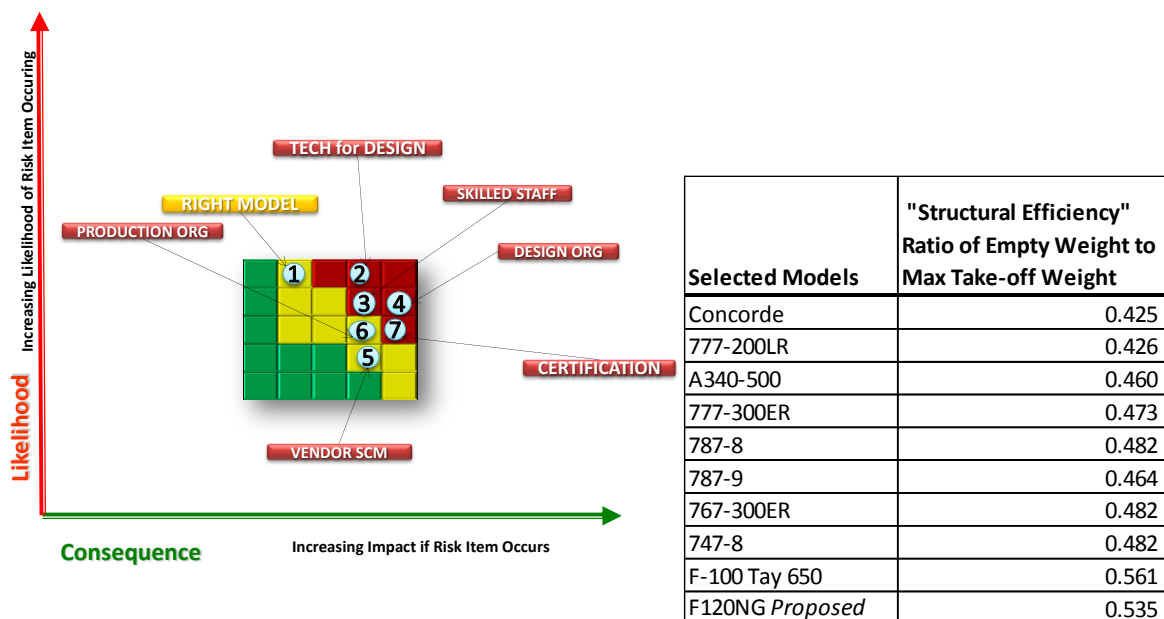 Increasing Likelihood of Risk Item Occuring
Likelihood
TECH for DESIGN
SKILLED STAFF
RIGHT MODEL
PRODUCTION ORG
DESIGN ORG
1
2
3
4
6
7
5
CERTIFICATION
VENDOR SCM
Consequence
Increasing Impact if Risk Item Occurs
"Structural Efficiency"
Ratio of Empty Weight to
Selected Models Max Take-off Weight
Concorde 0.425
777-200LR 0.426
A340-500 0.460
777-300ER 0.473
787-8 0.482
787-9 0.464
767-300ER 0.482
747-8 0.482
F-100 Tay 650 0.561
F120NG Proposed 0.535